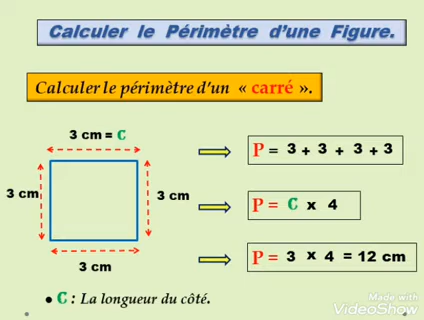 Calculer le Périmètre d'une Figure.
Calculer le périmètre d'un « carré ».
3 cm = C
3 cm
3 cm
3 cm
P = 3 + 3 + 3 + 3
P = C x 4
P = 3 x 4 = 12 cm
• C : La longueur du côté.
Made with
VideoShow